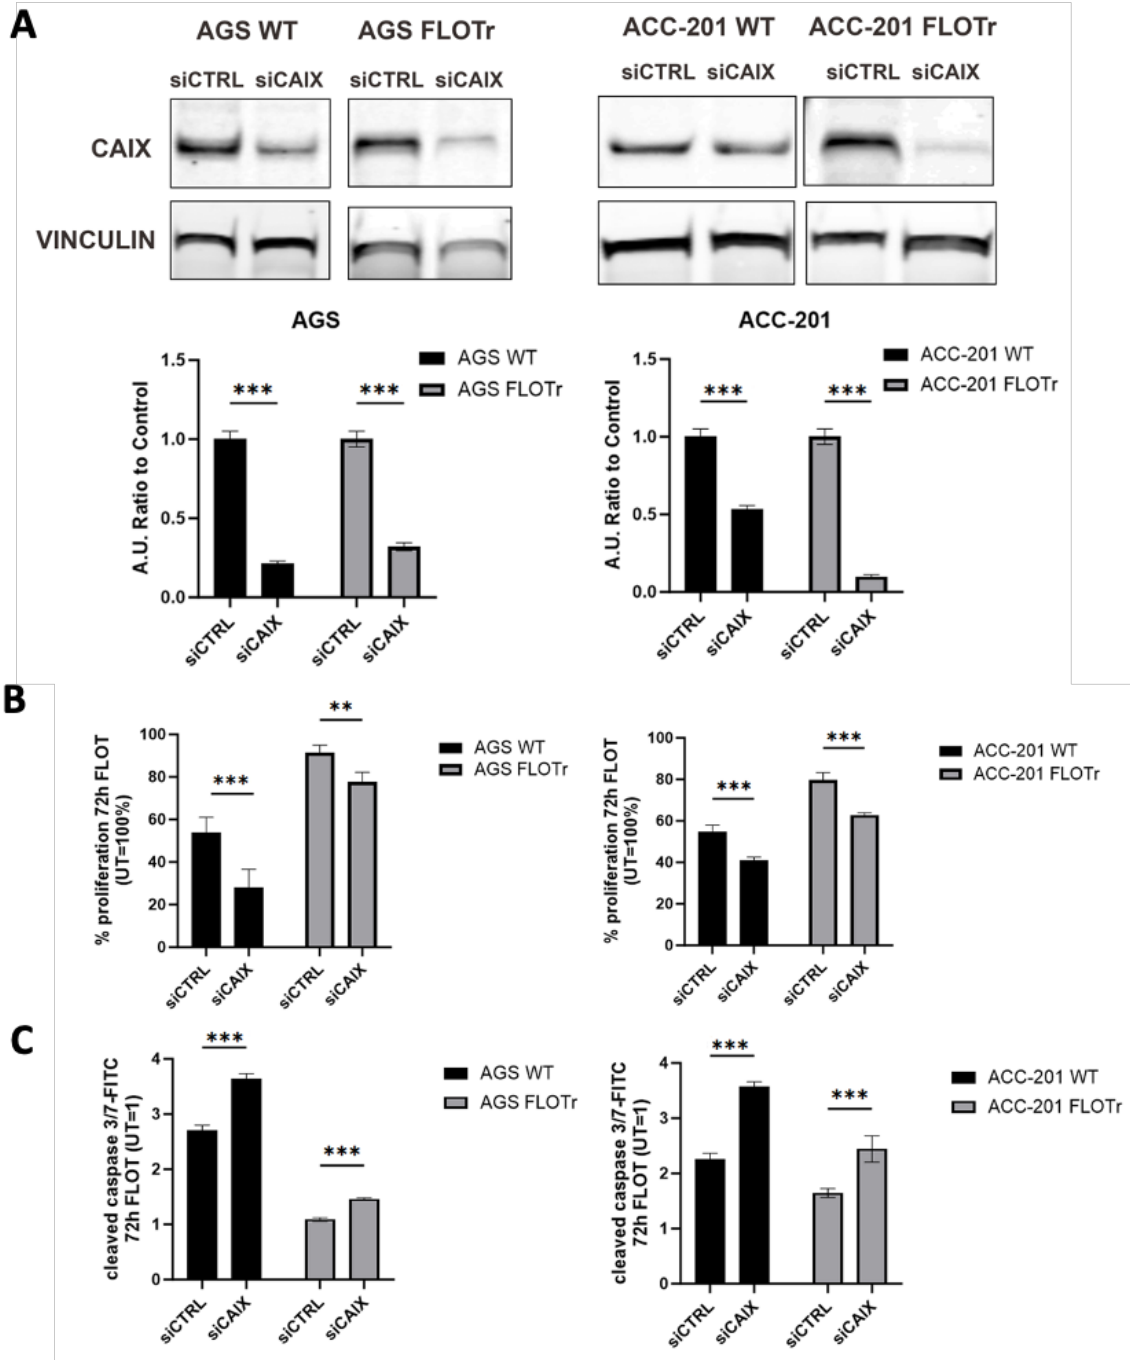 A
AGS WT AGS FLOTr ACC-201 WT ACC-201 FLOTr
siCTRL siCAIX siCTRL siCAIX siCTRL siCAIX siCTRL siCAIX
CAIX
VINCULIN
AGS
A.U. Ratio to Control
1.5
1.0
0.5
0.0
*** ***
AGS WT
AGS FLOTr
siCTRL siCAIX siCTRL siCAIX
ACC-201
A.U. Ratio to Control
1.5
1.0
0.5
0.0
*** ***
ACC-201 WT
ACC-201 FLOTr
siCTRL siCAIX siCTRL siCAIX
B
% proliferation 72h FLOT
(UT=100%)
100
80
60
40
20
0
*** **
AGS WT
AGS FLOTr
siCTRL siCAIX siCTRL siCAIX
% proliferation 72h FLOT
(UT=100%)
100
80
60
40
20
0
*** ***
ACC-201 WT
ACC-201 FLOTr
siCTRL siCAIX siCTRL siCAIX
C
cleaved caspase 3/7-FITC
72h FLOT (UT=1)
4
3
2
1
0
*** ***
AGS WT
AGS FLOTr
siCTRL siCAIX siCTRL siCAIX
cleaved caspase 3/7-FITC
72h FLOT (UT=1)
4
3
2
1
0
*** ***
ACC-201 WT
ACC-201 FLOTr
siCTRL siCAIX siCTRL siCAIX